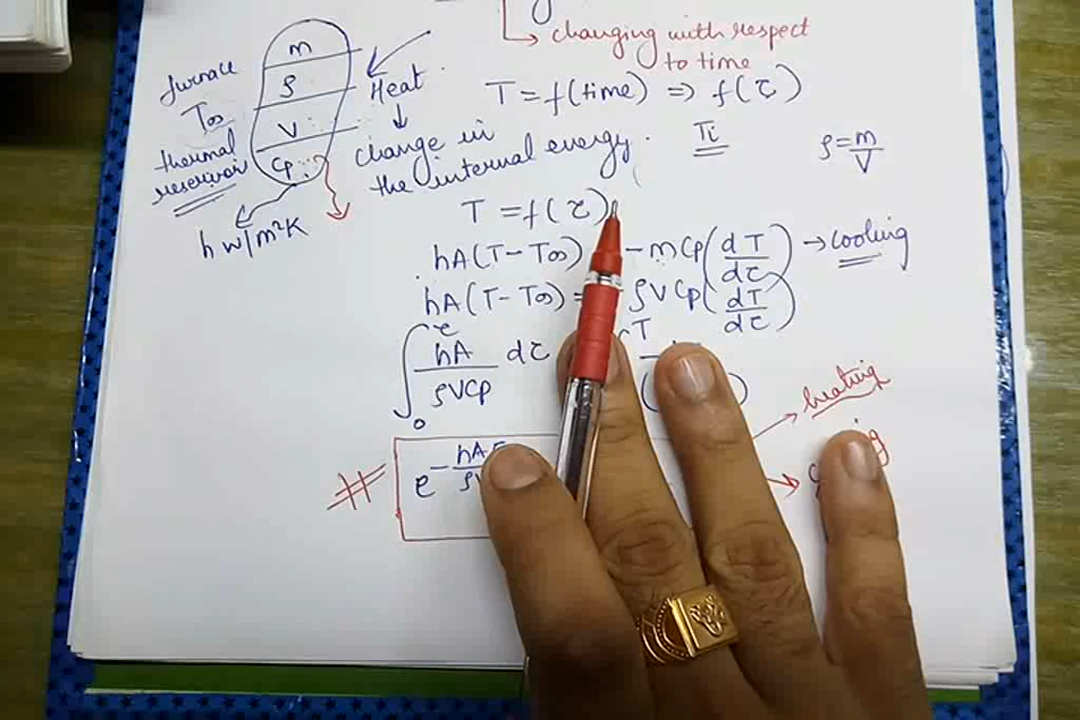 changing with respect
to time
furnace
T∞
thermal
reservoir
m
ρ
V
Cp
h W/m²K
Heat
change in
the internal energy.
T = f(time) ⇒ f(τ)
Ti
ρ = m/V
T = f(τ)
hA(T - T∞) - mCp(dT/dτ) → cooling
hA(T - T∞) = ρVCp(dT/dτ)
∫₀^τ hA/ρVCp dτ
heating
e^-hA